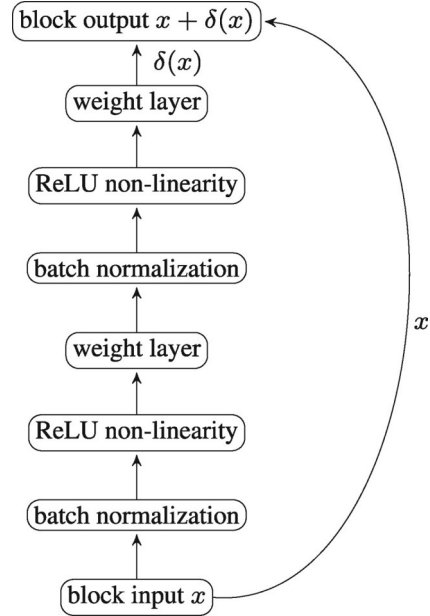 block output x + δ(x)
δ(x)
weight layer
ReLU non-linearity
batch normalization
x
weight layer
ReLU non-linearity
batch normalization
block input x